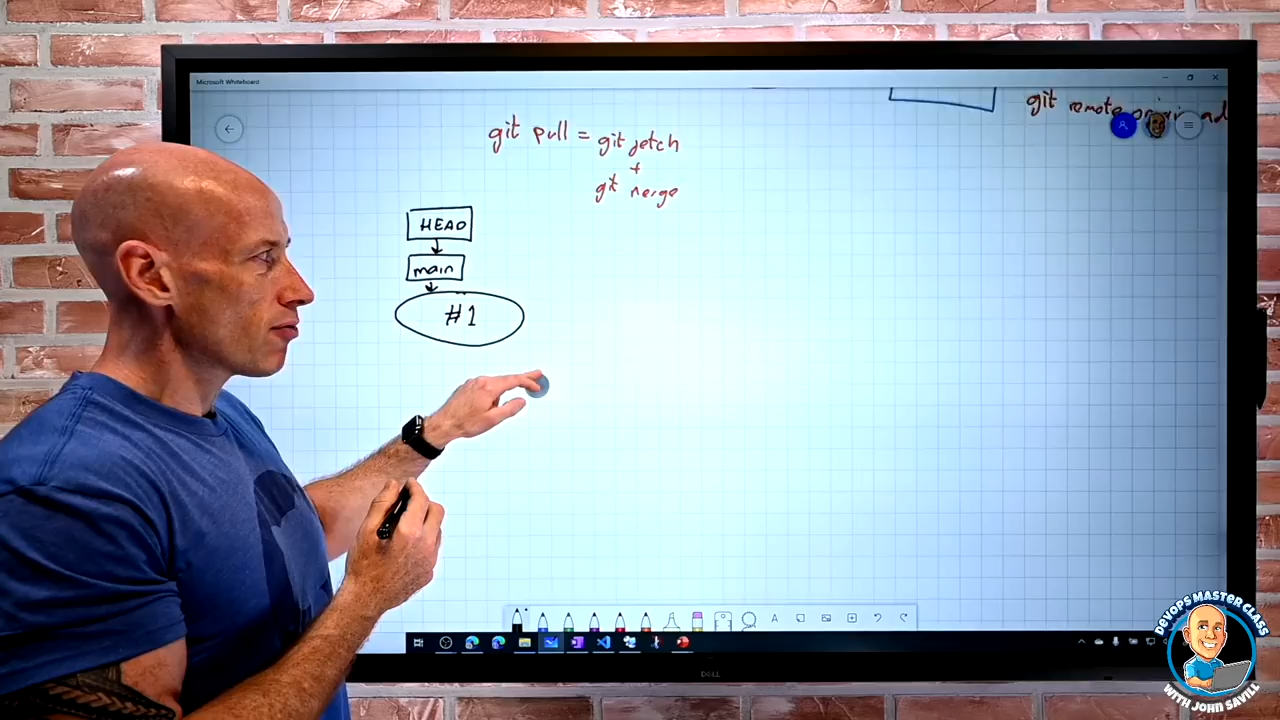 Microsoft Whiteboard
git remote
git pull = git fetch
+
git merge
HEAD
main
#1
A
DELL
DEVOPS MASTER CLASS
WITH JOHN SAVILL